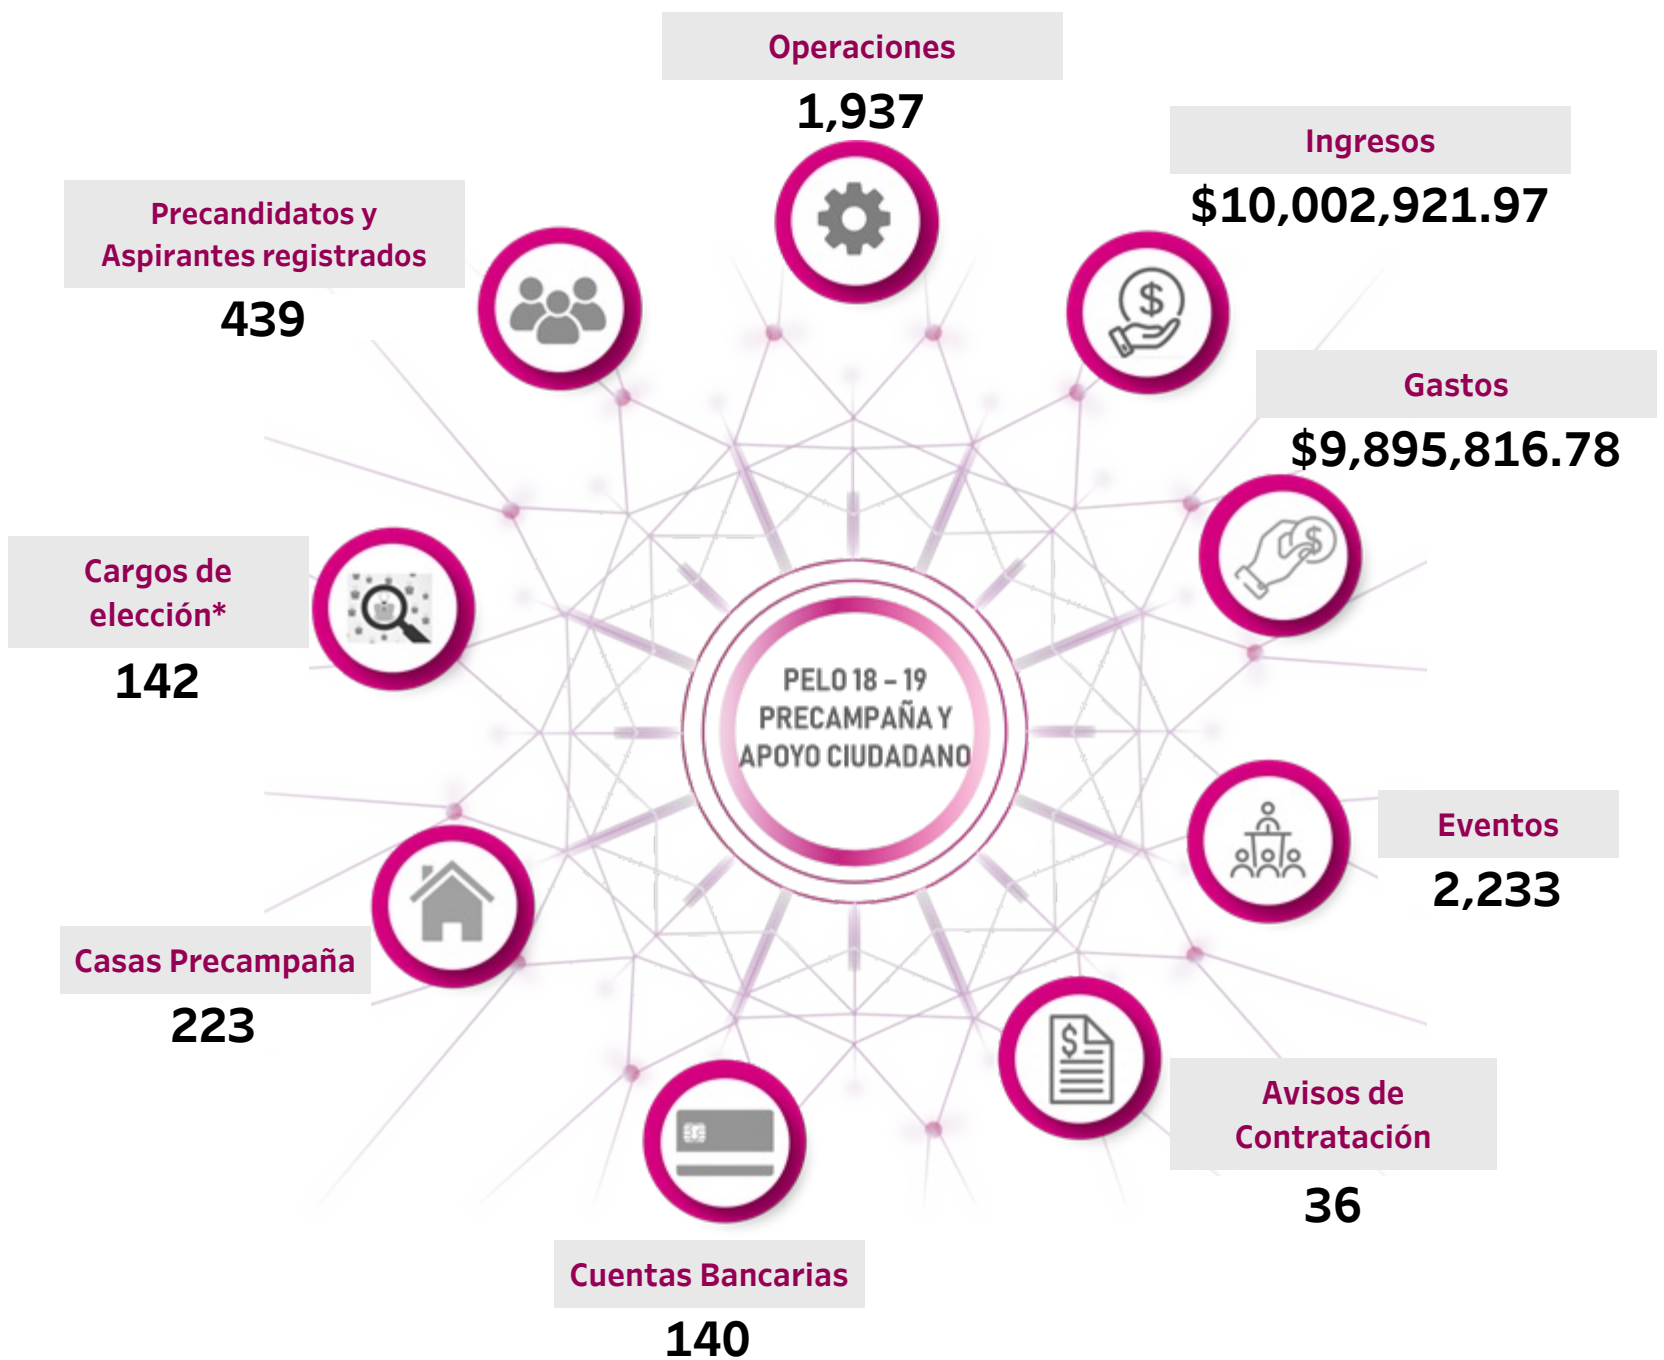 Operaciones
1,937
Ingresos
$10,002,921.97
Precandidatos y
Aspirantes registrados
439
Gastos
$9,895,816.78
Cargos de
elección*
142
PELO 18 – 19
PRECAMPAÑA Y
APOYO CIUDADANO
Eventos
2,233
Casas Precampaña
223
Avisos de
Contratación
36
Cuentas Bancarias
140